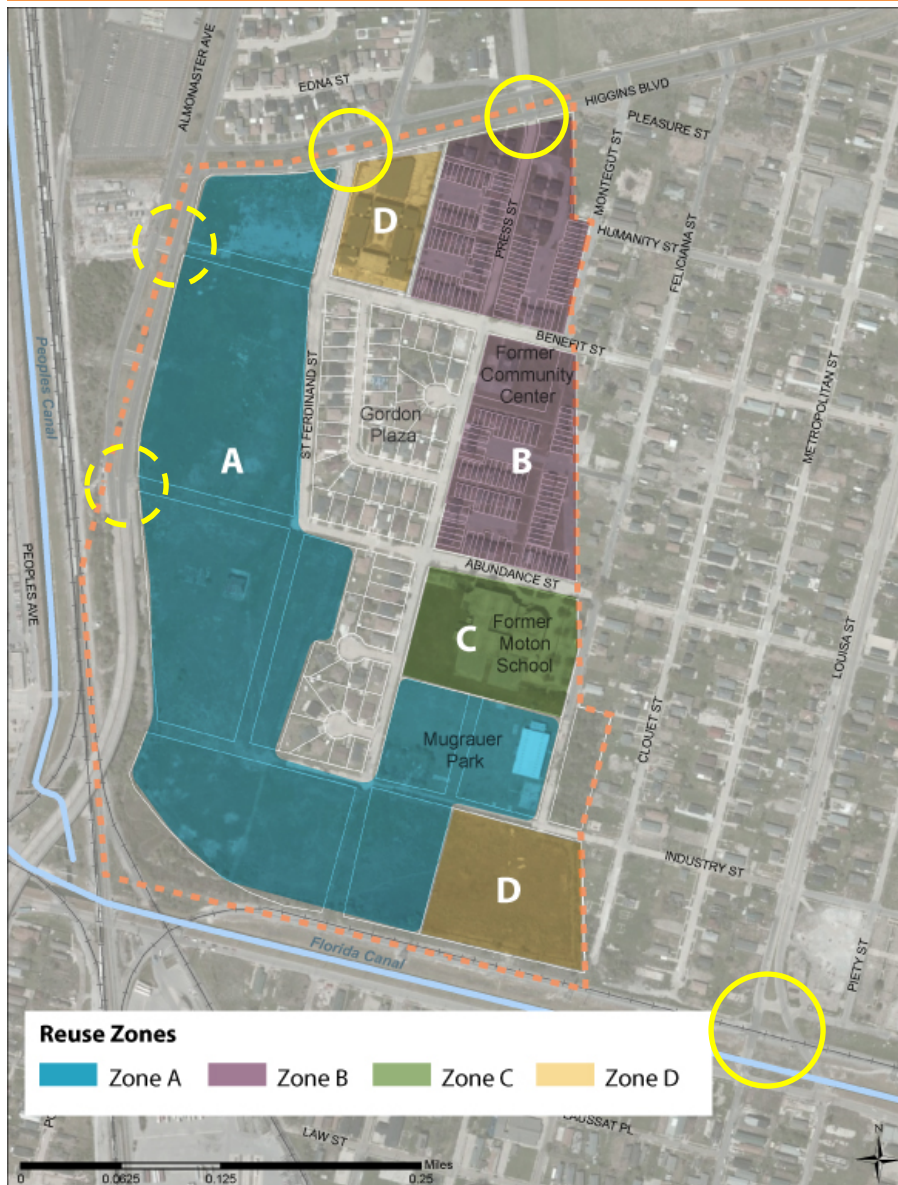 ALMONASTER AVE
EDNA ST
HIGGINS BLVD
PLEASURE ST
MONTEGUT ST
D
PRESS ST
HUMANITY ST
FELICIANA ST
Peoples Canal
BENEFIT ST
Former
Community
Center
METROPOLITAN ST
ST FERDINAND ST
Gordon
Plaza
A
B
PEOPLES AVE
ABUNDANCE ST
C
Former
Moton
School
LOUISA ST
Mugrauer
Park
CLOUET ST
INDUSTRY ST
D
Florida Canal
PIETY ST
Reuse Zones
Zone A
Zone B
Zone C
Zone D
LAW ST
N
Miles
0
0.0625
0.125
0.25